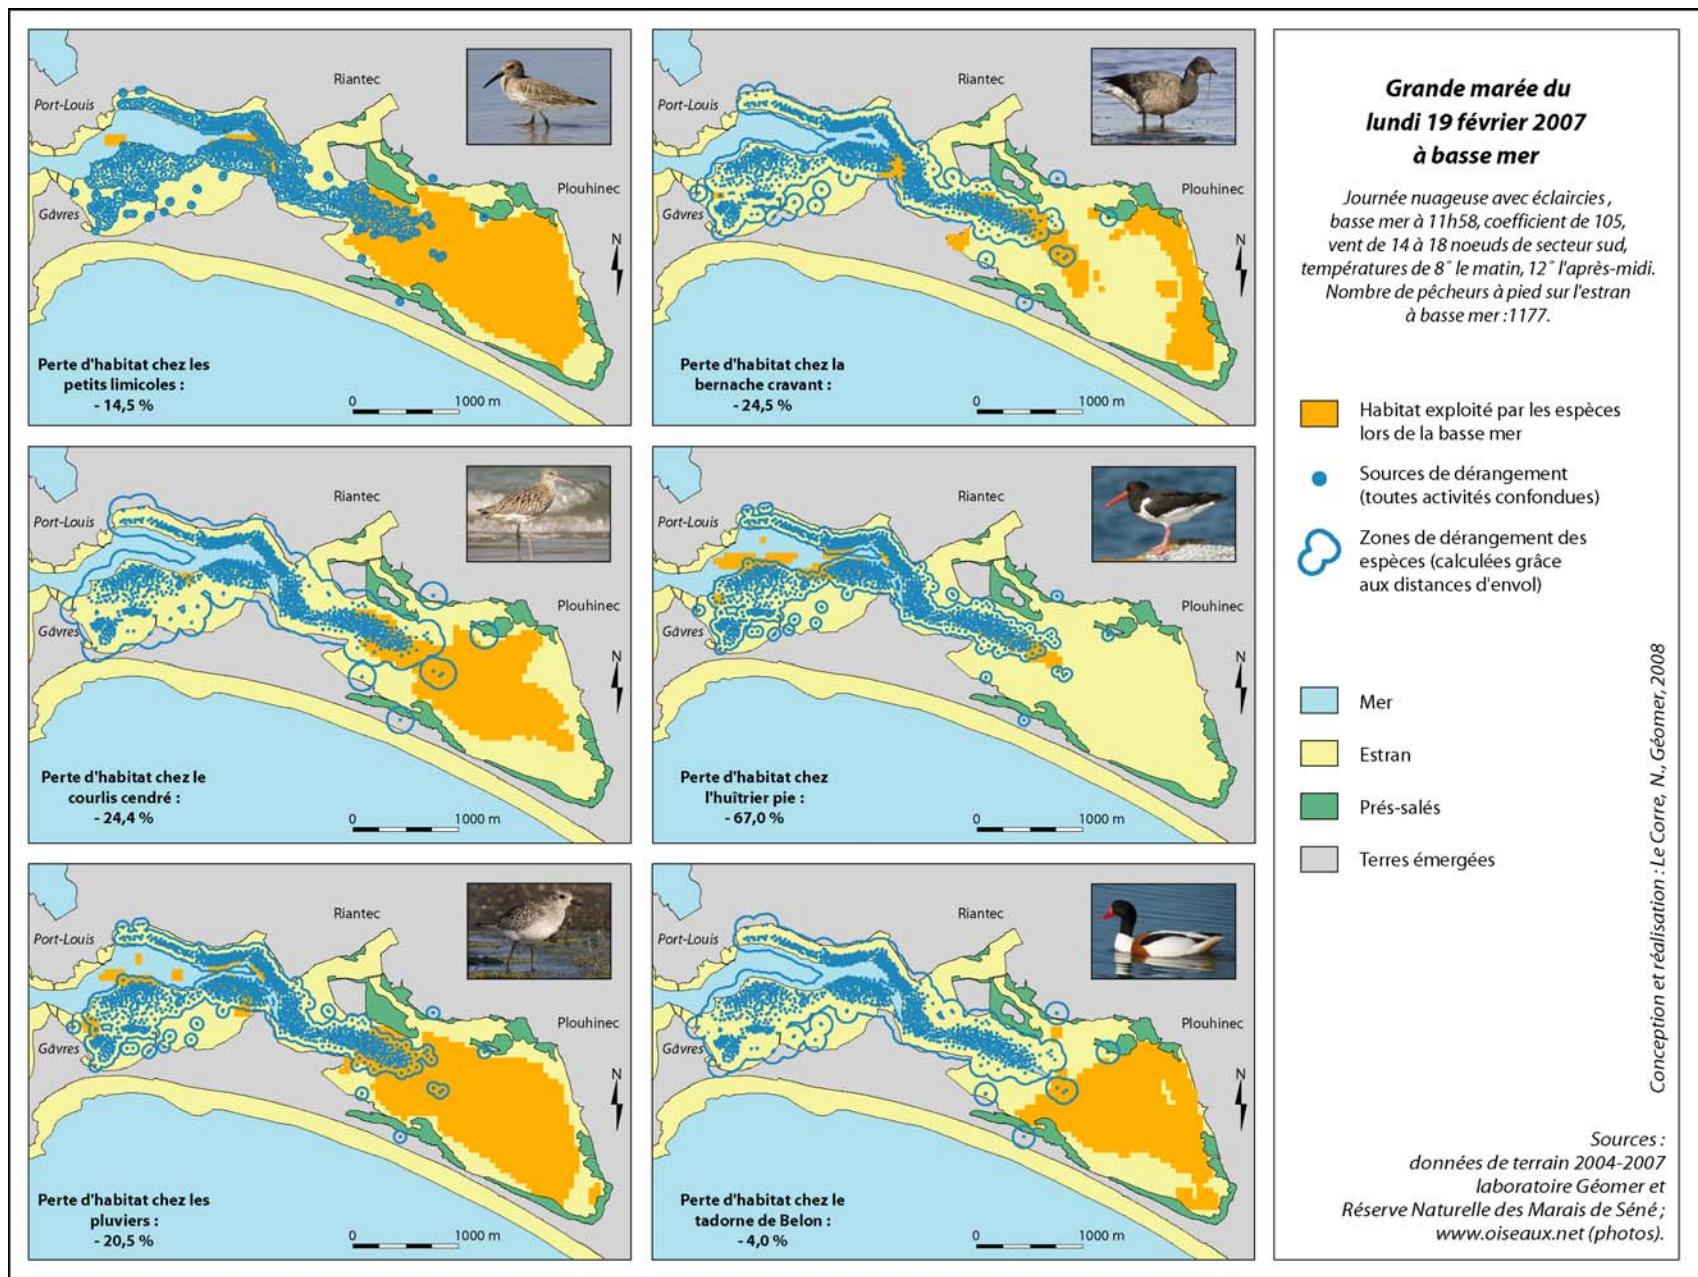 Riantec
Port-Louis
Plouhinec
Gâvres
N
Perte d'habitat chez les
petits limicoles :
- 14,5 %
0 1000 m
Riantec
Port-Louis
Plouhinec
Gâvres
N
Perte d'habitat chez la
bernache cravant :
- 24,5 %
0 1000 m
Riantec
Port-Louis
Plouhinec
Gâvres
N
Perte d'habitat chez le
courlis cendré :
- 24,4 %
0 1000 m
Riantec
Port-Louis
Plouhinec
Gâvres
N
Perte d'habitat chez
l'huîtrier pie :
- 67,0 %
0 1000 m
Riantec
Port-Louis
Plouhinec
Gâvres
N
Perte d'habitat chez les
pluviers :
- 20,5 %
0 1000 m
Riantec
Port-Louis
Plouhinec
Gâvres
N
Perte d'habitat chez le
tadorne de Belon :
- 4,0 %
0 1000 m
Grande marée du
lundi 19 février 2007
à basse mer
Journée nuageuse avec éclaircies ,
basse mer à 11h58, coefficient de 105,
vent de 14 à 18 noeuds de secteur sud,
températures de 8˚ le matin, 12˚ l'après-midi.
Nombre de pêcheurs à pied sur l'estran
à basse mer :1177.
Habitat exploité par les espèces
lors de la basse mer
Sources de dérangement
(toutes activités confondues)
Zones de dérangement des
espèces (calculées grâce
aux distances d'envol)
Mer
Estran
Prés-salés
Terres émergées
Conception et réalisation : Le Corre, N., Géomer, 2008
Sources :
données de terrain 2004-2007
laboratoire Géomer et
Réserve Naturelle des Marais de Séné ;
www.oiseaux.net (photos).